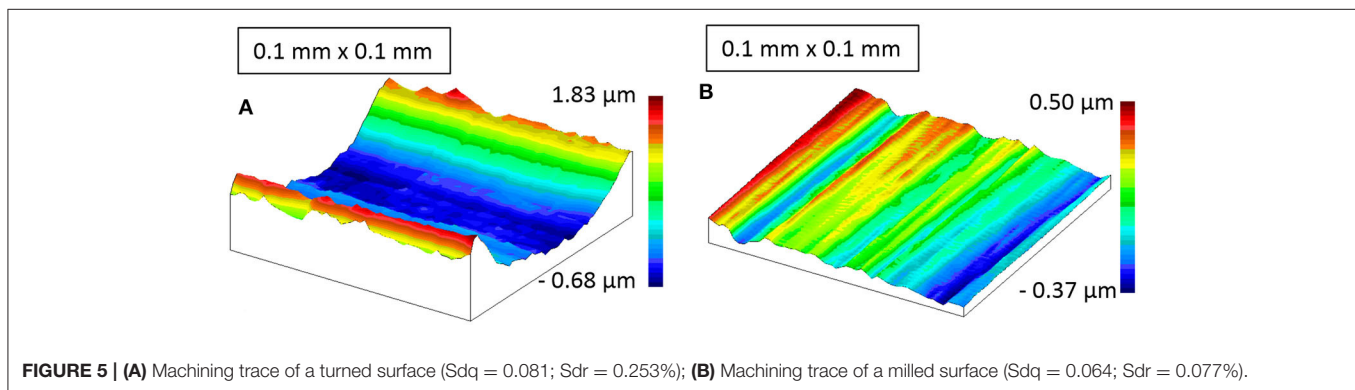 0.1 mm x 0.1 mm
0.1 mm x 0.1 mm
A
1.83 µm
- 0.68 µm
B
0.50 µm
- 0.37 µm
FIGURE 5 | (A) Machining trace of a turned surface (Sdq = 0.081; Sdr = 0.253%); (B) Machining trace of a milled surface (Sdq = 0.064; Sdr = 0.077%).